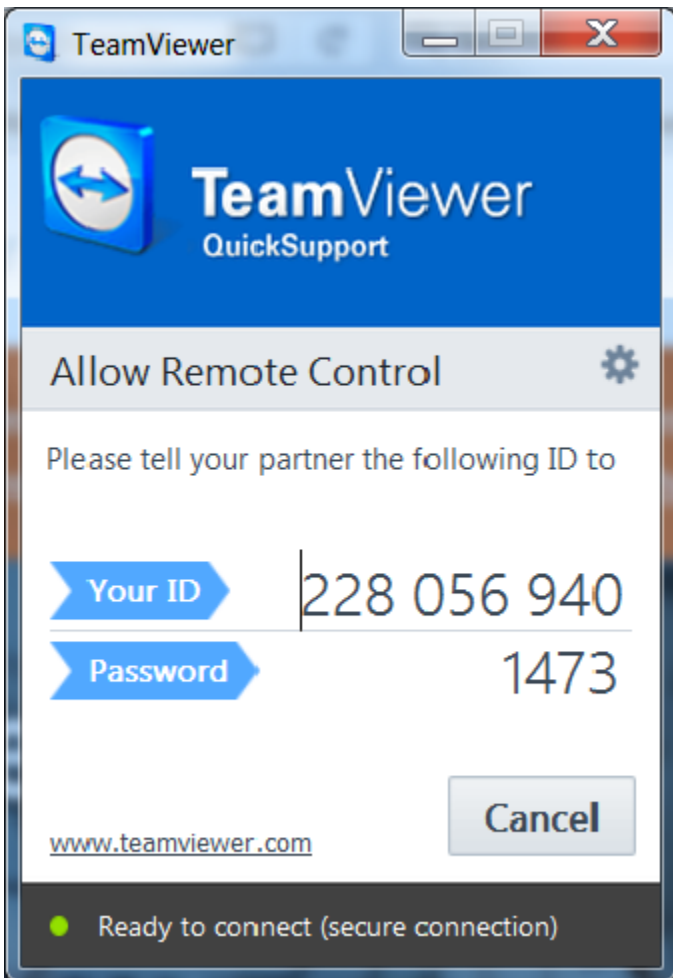 TeamViewer
TeamViewer
QuickSupport
Allow Remote Control
Please tell your partner the following ID to
Your ID 228 056 940
Password 1473
Cancel
www.teamviewer.com
Ready to connect (secure connection)